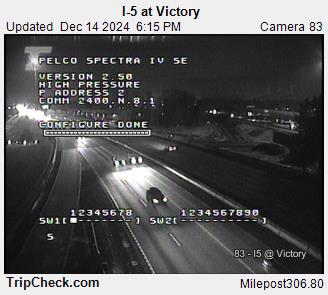 I-5 at Victory
Updated Dec 14 2024 6:15 PM Camera 83
PELCO SPECTRA IV SE
VERSION 2.50
HIGH PRESSURE
P ADDRESS 2
COMM 2400.N.8.1
CONFIGURE DONE
12345678 1234567890
SW1[ SW2[ ]
S
83 - I5 @ Victory
TripCheck.com Milepost306.80